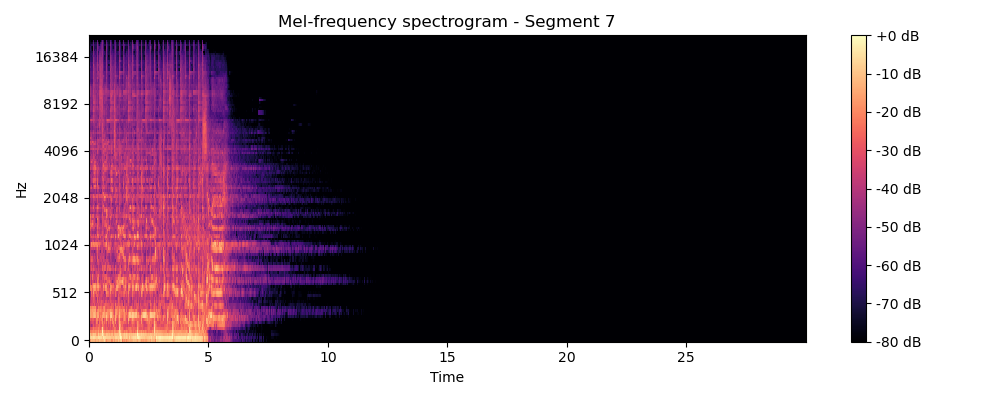 Mel-frequency spectrogram - Segment 7
Hz
16384
8192
4096
2048
1024
512
0
0 5 10 15 20 25
Time
+0 dB
-10 dB
-20 dB
-30 dB
-40 dB
-50 dB
-60 dB
-70 dB
-80 dB